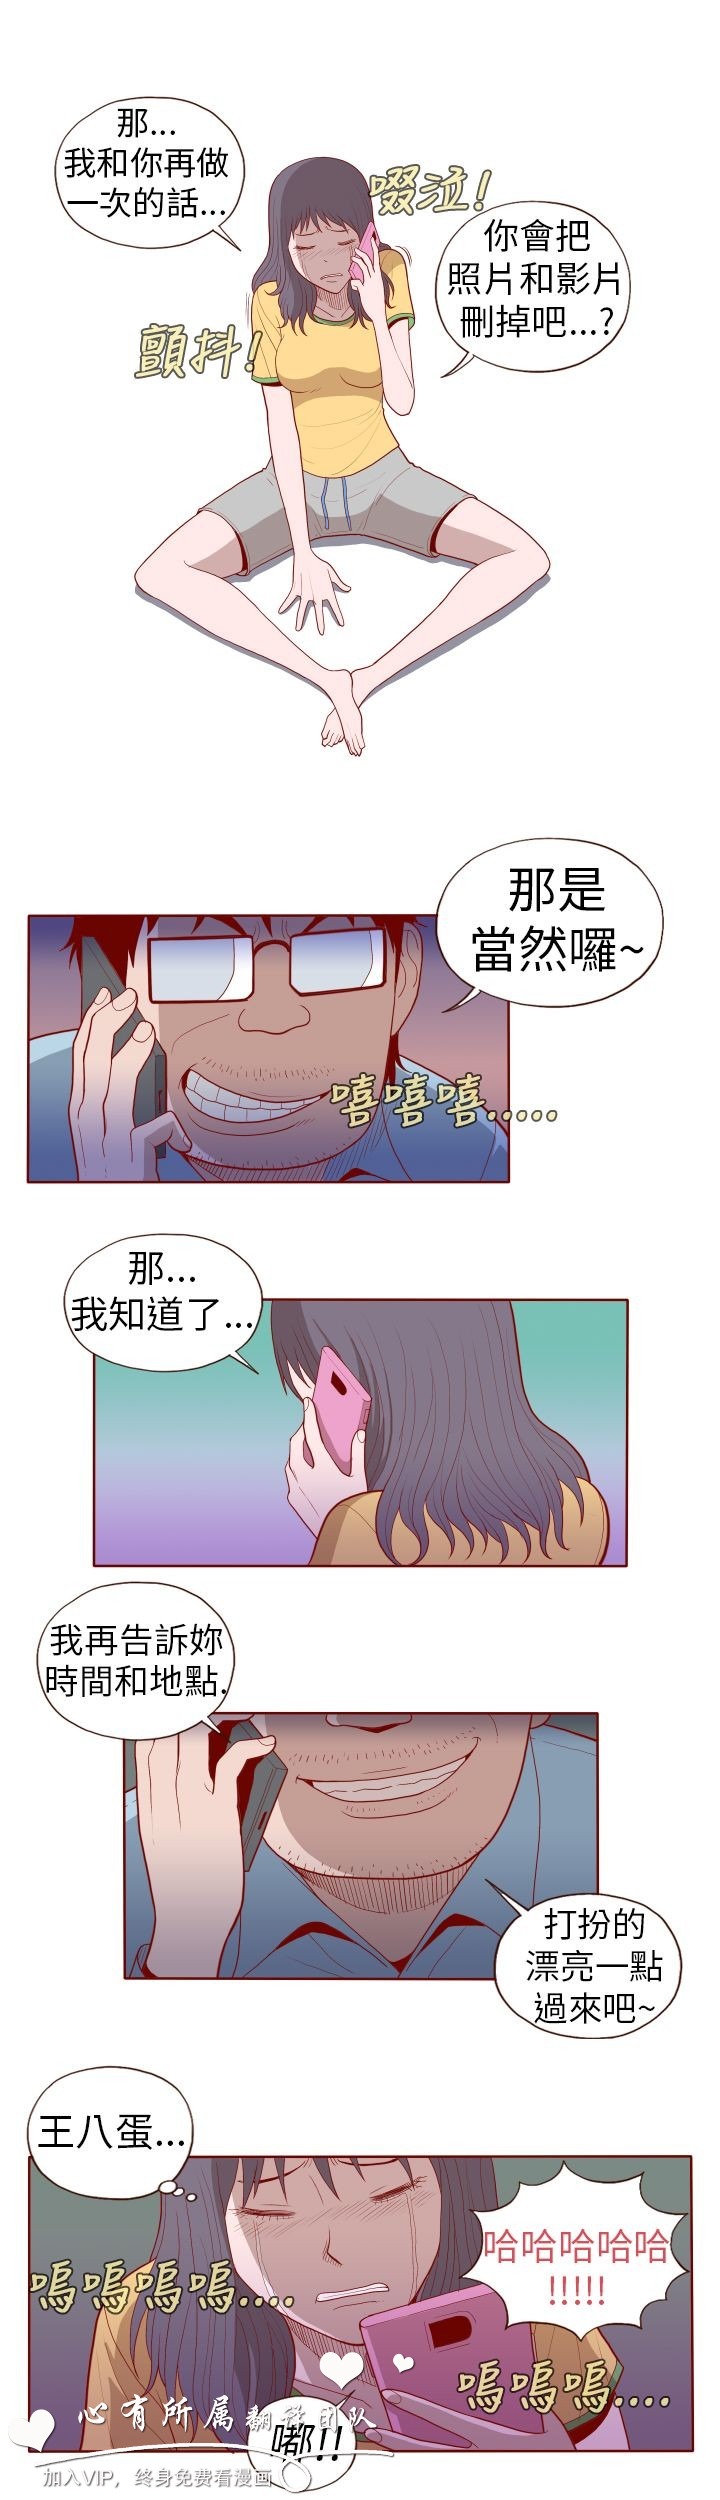 那...
我和你再做
一次的話...
啜泣!
你會把
照片和影片
刪掉吧...?
顫抖!
那是
當然囉~
嘻嘻嘻.....
那...
我知道了...
我再告訴妳
時間和地點.
打扮的
漂亮一點
過來吧~
王八蛋...
哈哈哈哈哈
!!!!!
嗚嗚嗚嗚....
嗚嗚嗚....
心有所属翻译团队
嘟!!
加入VIP，终身免费看漫画